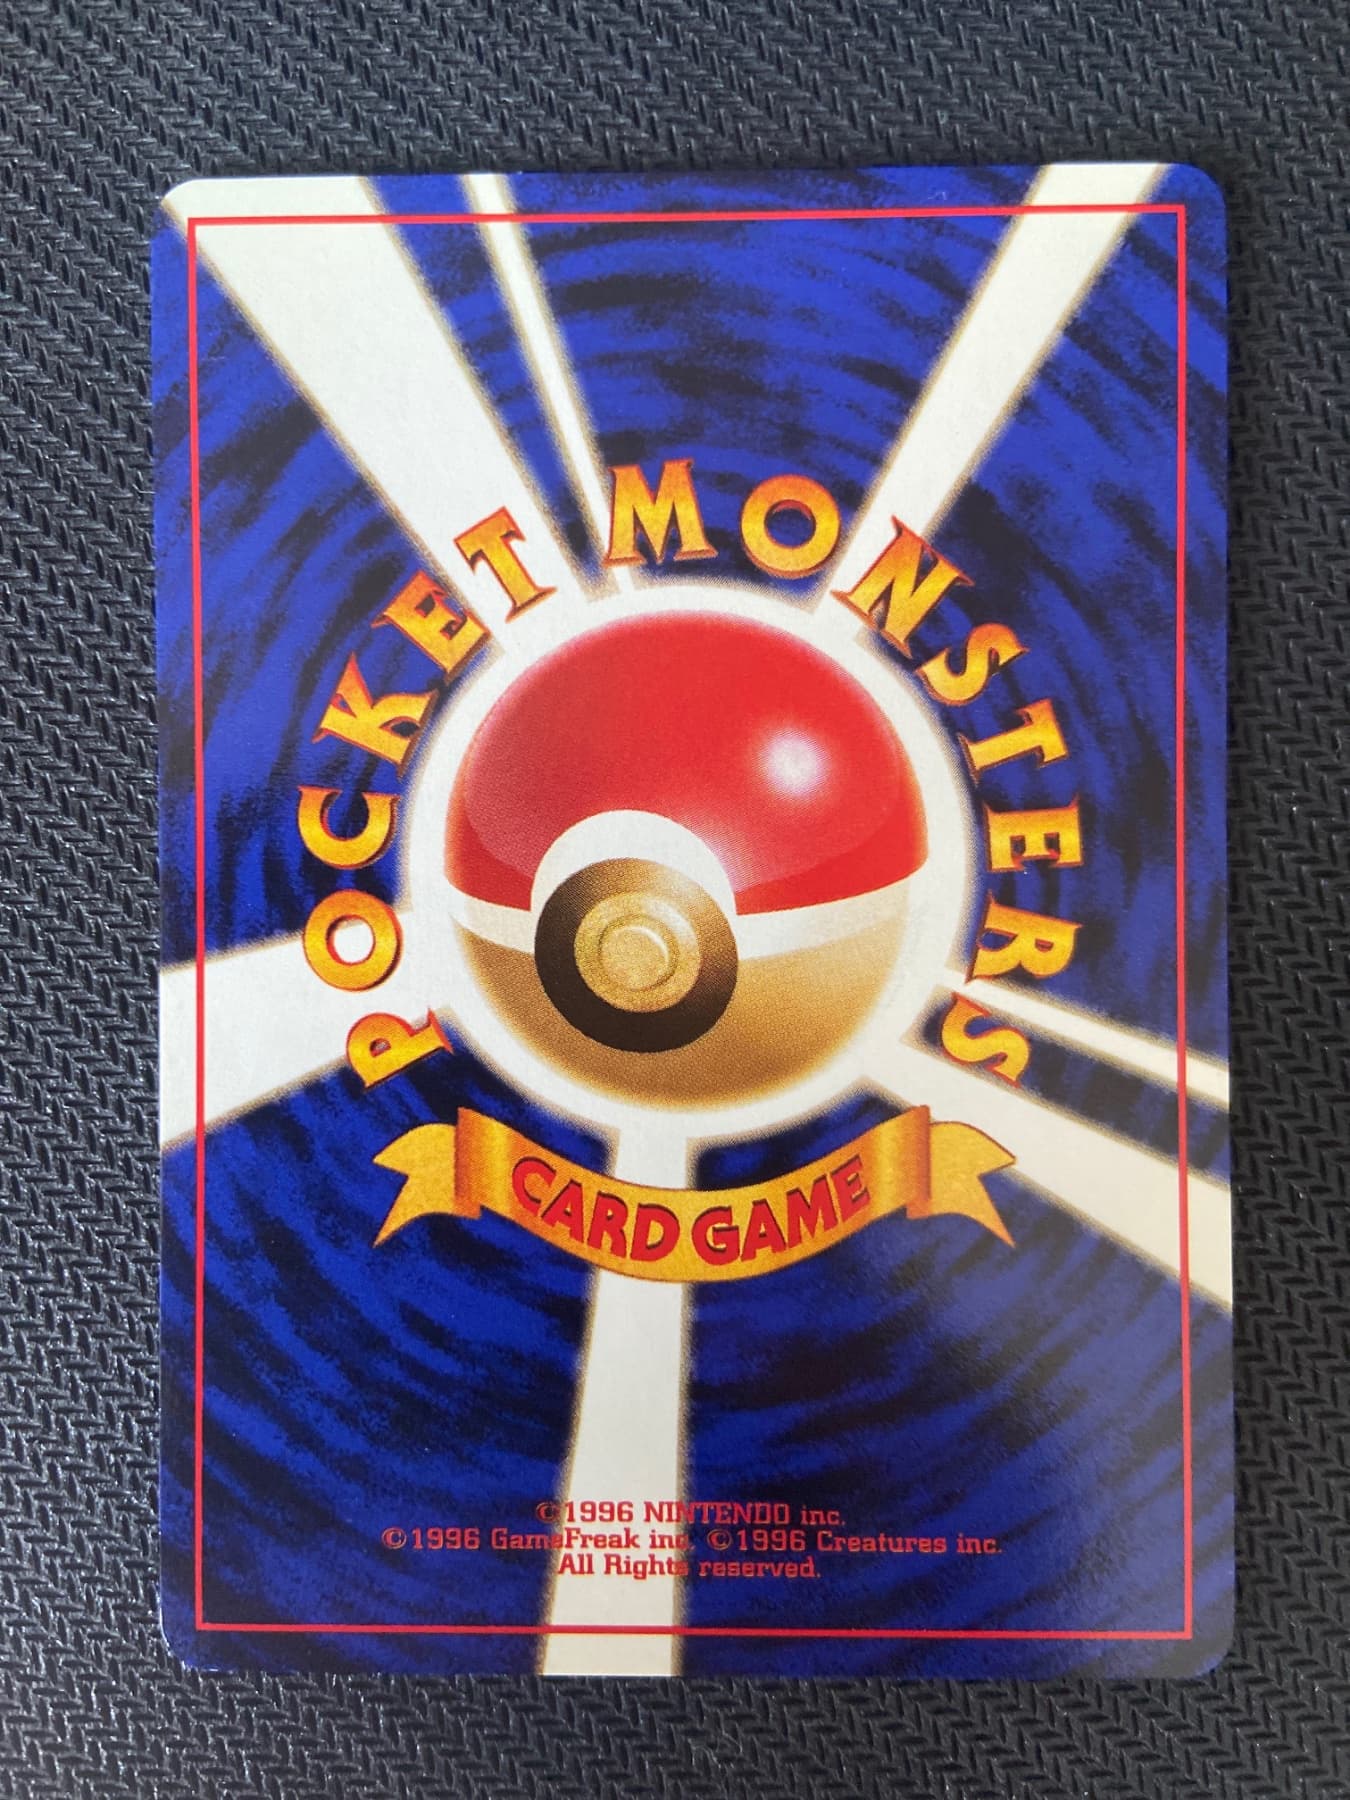 POCKET MONSTERS
CARD GAME
©1996 NINTENDO inc.
©1996 GameFreak inc. ©1996 Creatures inc.
All Rights reserved.